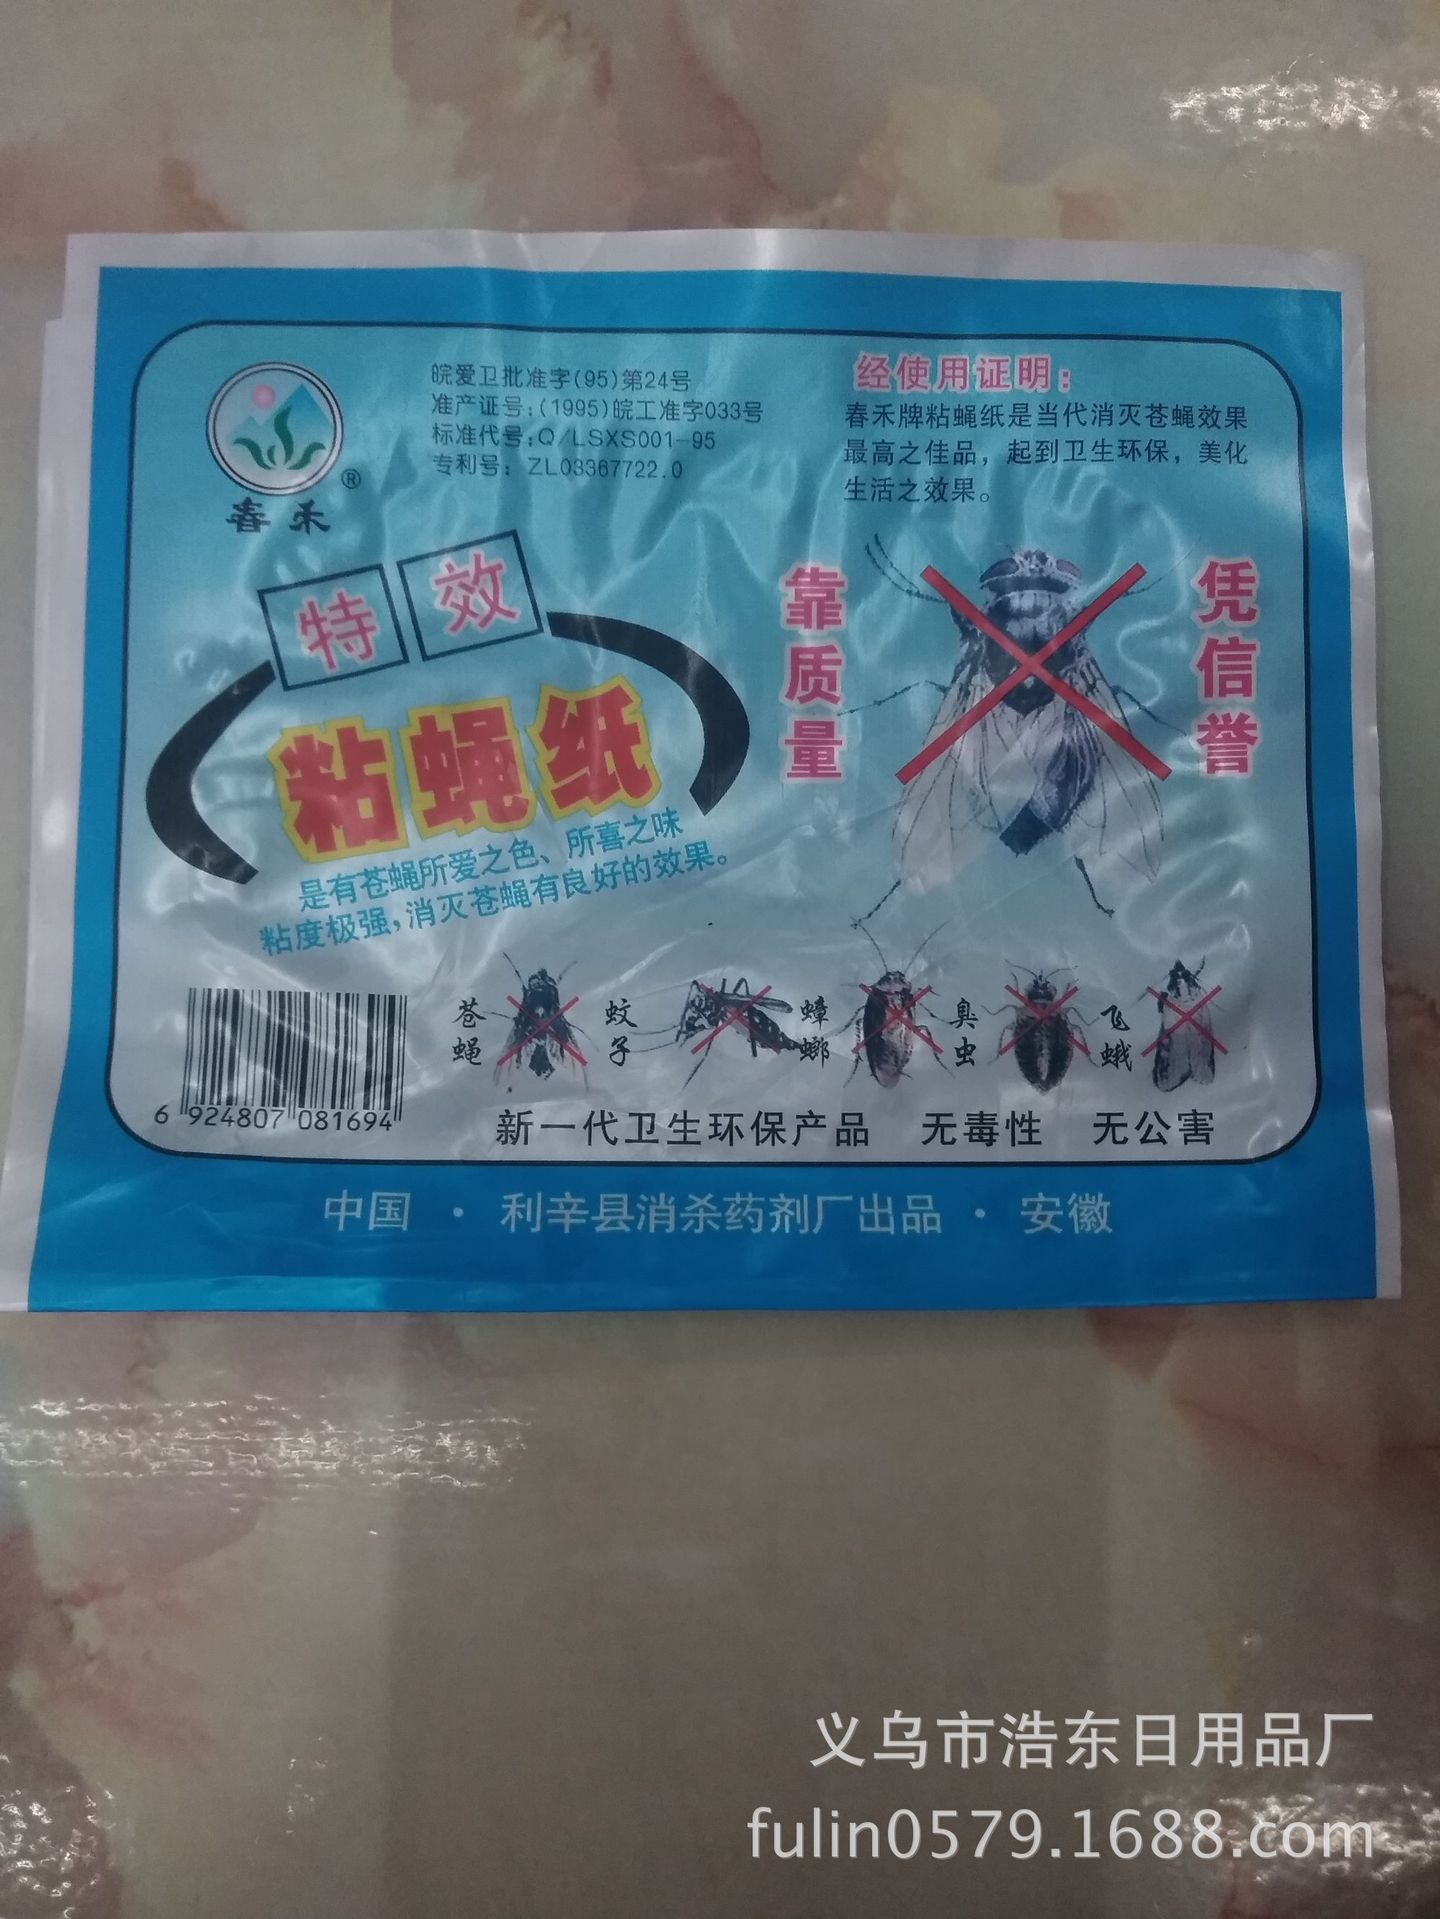 春禾
®
皖爱卫批准字(95)第24号
准产证号:(1995)皖工准字033号
标准代号:Q/LSXS001-95
专利号: ZL03367722.0
经使用证明:
春禾牌粘蝇纸是当代消灭苍蝇效果
最高之佳品，起到卫生环保，美化
生活之效果。
特效
粘蝇纸
是有苍蝇所爱之色、所喜之味
粘度极强,消灭苍蝇有良好的效果。
靠质量
凭信誉
苍蝇
蚊子
蟑螂
臭虫
飞蛾
6 924807 081694
新一代卫生环保产品 无毒性 无公害
中国·利辛县消杀药剂厂出品·安徽
义乌市浩东日用品厂
fulin0579.1688.com